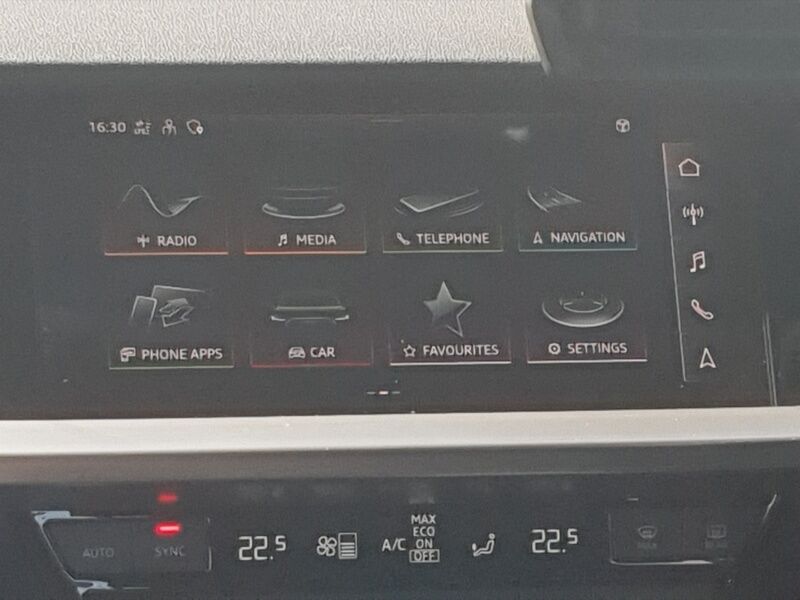 16:30
RADIO MEDIA TELEPHONE NAVIGATION
PHONE APPS CAR FAVOURITES SETTINGS
MAX
ECO
AUTO SYNC 22.5 A/C ON 22.5
OFF